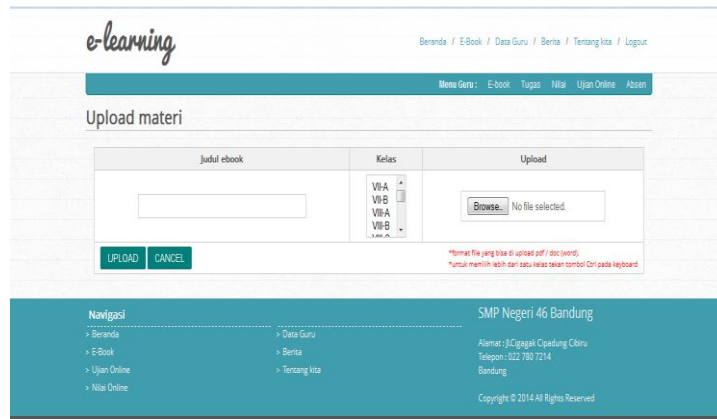 e-learning
Beranda / E-Book / Data Guru / Berita / Tentang kita / Logout
Menu Guru : E-book Tugas Nilai Ujian Online Absen
Upload materi
Judul ebook Kelas Upload
VII-A
VII-B
VIII-A
VIII-B
Browse.. No file selected.
UPLOAD CANCEL
*format file yang bisa di upload pdf / doc (word).
*untuk memilih lebih dari satu kelas tekan tombol Ctrl pada keyboard
Navigasi
> Beranda
> E-Book
> Ujian Online
> Nilai Online
> Data Guru
> Berita
> Tentang kita
SMP Negeri 46 Bandung
Alamat : Jl.Cigagak Cipadung Cibiru
Telepon : 022 780 7214
Bandung
Copyright © 2014 All Rights Reserved